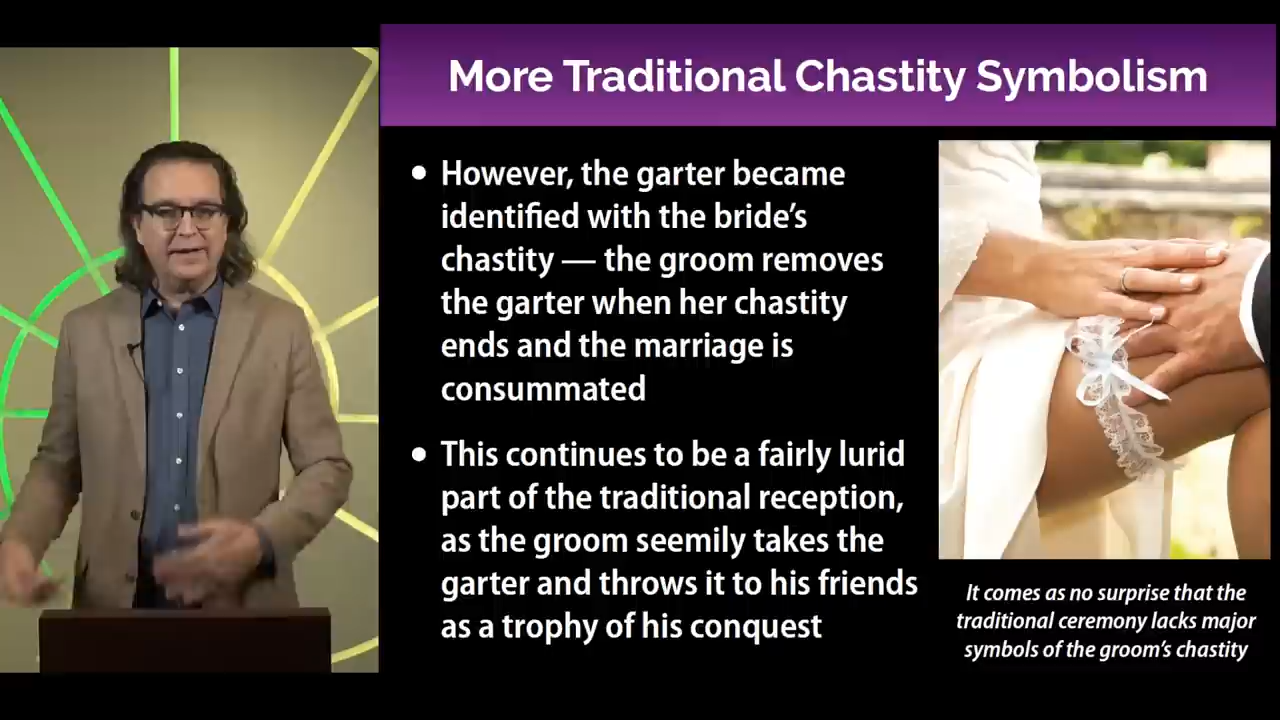 More Traditional Chastity Symbolism
• However, the garter became
identified with the bride’s
chastity — the groom removes
the garter when her chastity
ends and the marriage is
consummated
• This continues to be a fairly lurid
part of the traditional reception,
as the groom seemily takes the
garter and throws it to his friends
as a trophy of his conquest
It comes as no surprise that the
traditional ceremony lacks major
symbols of the groom’s chastity